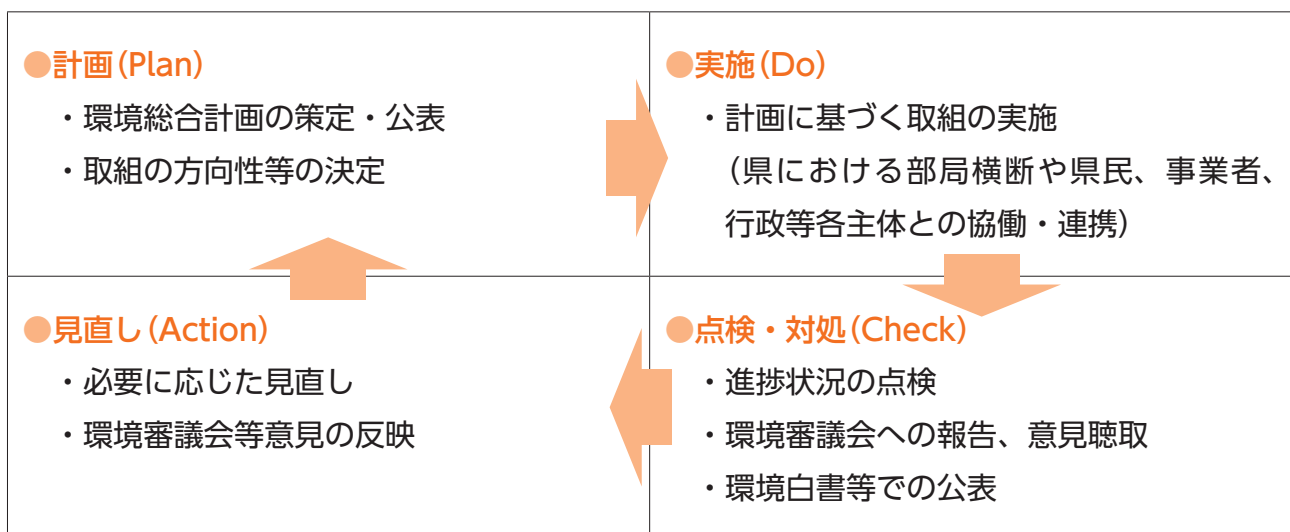 ●計画(Plan)
・環境総合計画の策定・公表
・取組の方向性等の決定
●実施(Do)
・計画に基づく取組の実施
（県における部局横断や県民、事業者、
行政等各主体との協働・連携）
●見直し(Action)
・必要に応じた見直し
・環境審議会等意見の反映
●点検・対処(Check)
・進捗状況の点検
・環境審議会への報告、意見聴取
・環境白書等での公表